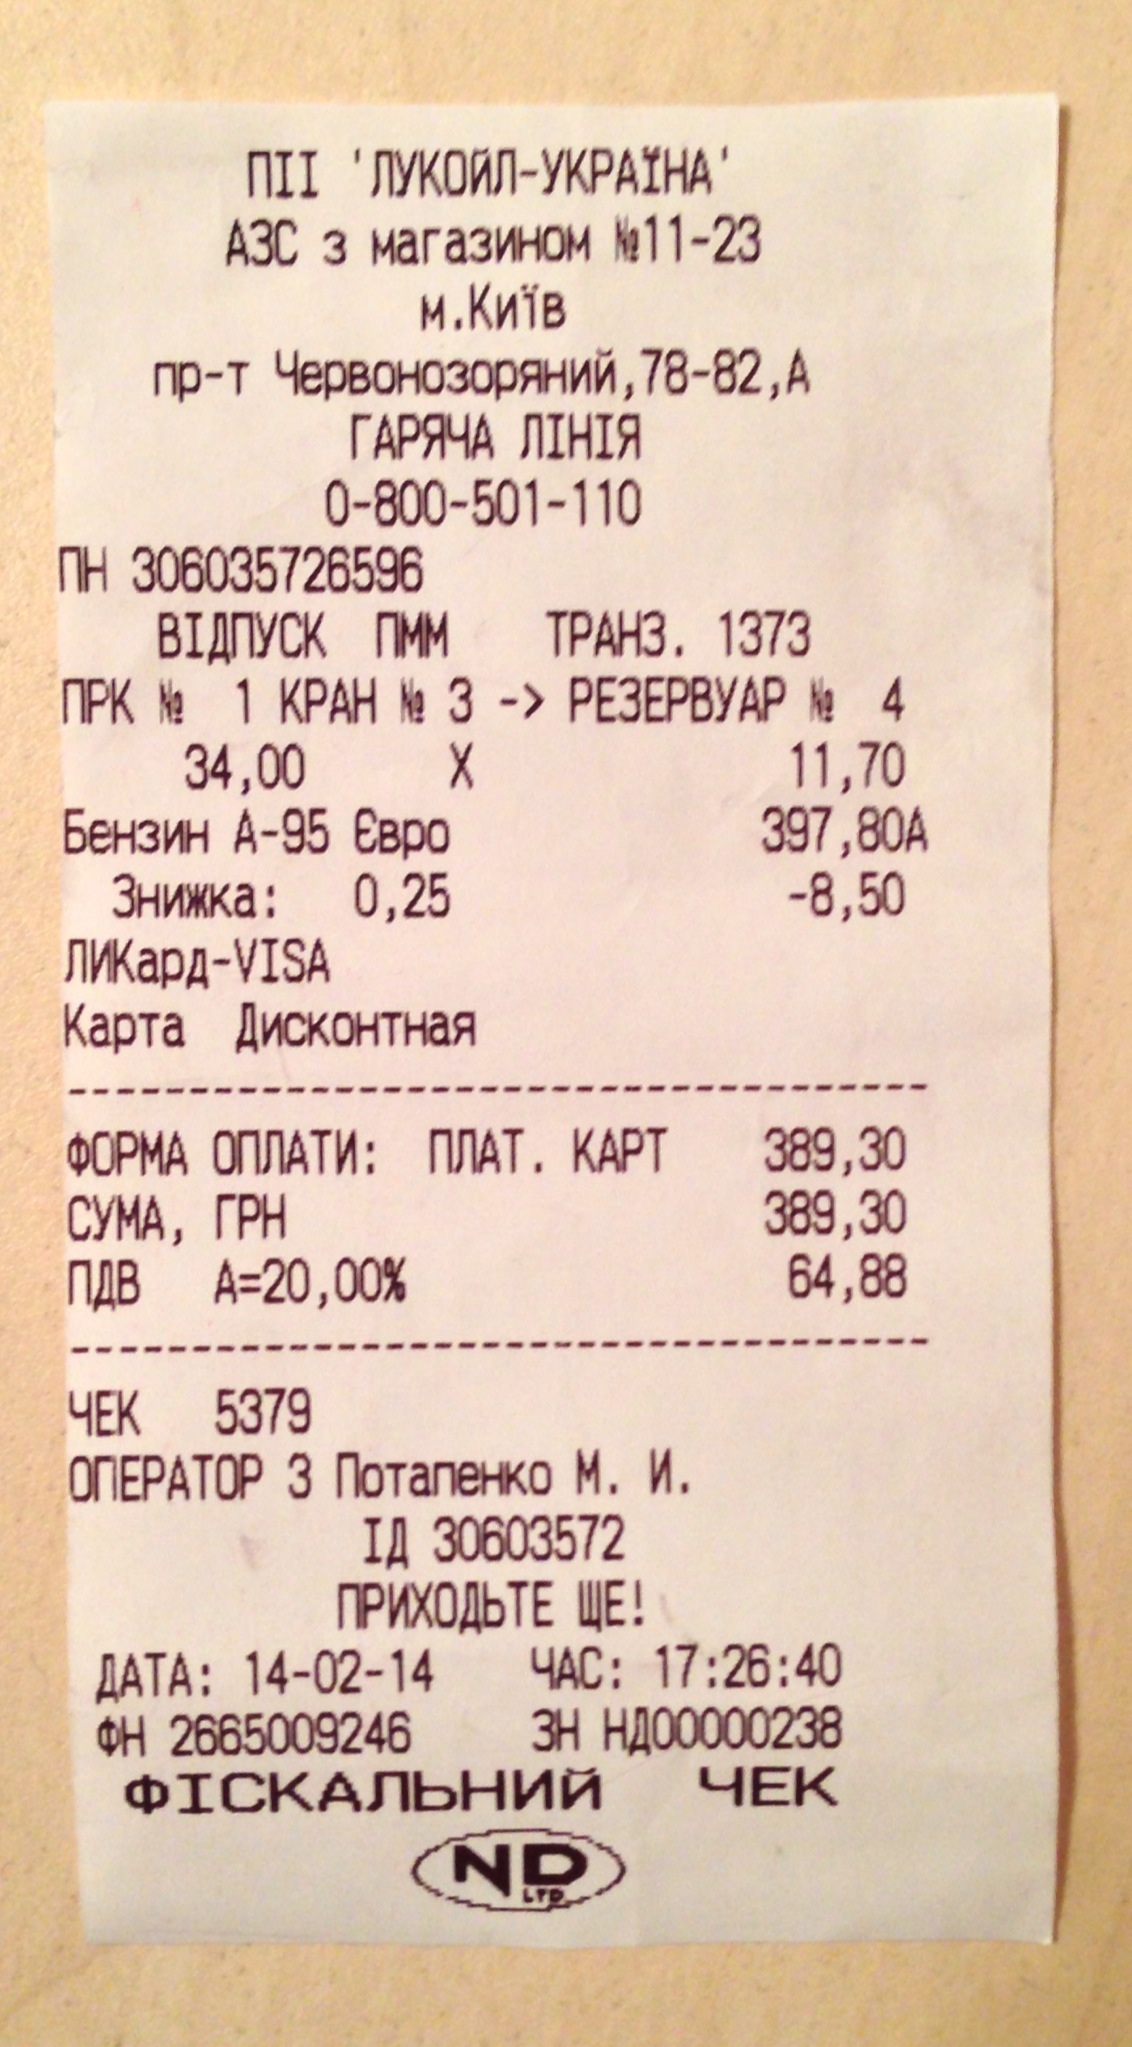 ПІІ 'ЛУКОЙЛ-УКРАЇНА'
АЗС з магазином №11-23
м.Київ
пр-т Червонозоряний,78-82,А
ГАРЯЧА ЛІНІЯ
0-800-501-110
ПН 306035726596
ВІДПУСК ПММ ТРАНЗ. 1373
ПРК № 1 КРАН № 3 -> РЕЗЕРВУАР № 4
34,00 X 11,70
Бензин А-95 Євро 397,80А
Знижка: 0,25 -8,50
ЛИКард-VISA
Карта Дисконтная
ФОРМА ОПЛАТИ: ПЛАТ. КАРТ 389,30
СУМА, ГРН 389,30
ПДВ А=20,00% 64,88
ЧЕК 5379
ОПЕРАТОР 3 Потапенко М. И.
ІД 30603572
ПРИХОДЬТЕ ЩЕ!
ДАТА: 14-02-14 ЧАС: 17:26:40
ФН 2665009246 ЗН НД00000238
ФІСКАЛЬНИЙ ЧЕК
ND
LTD